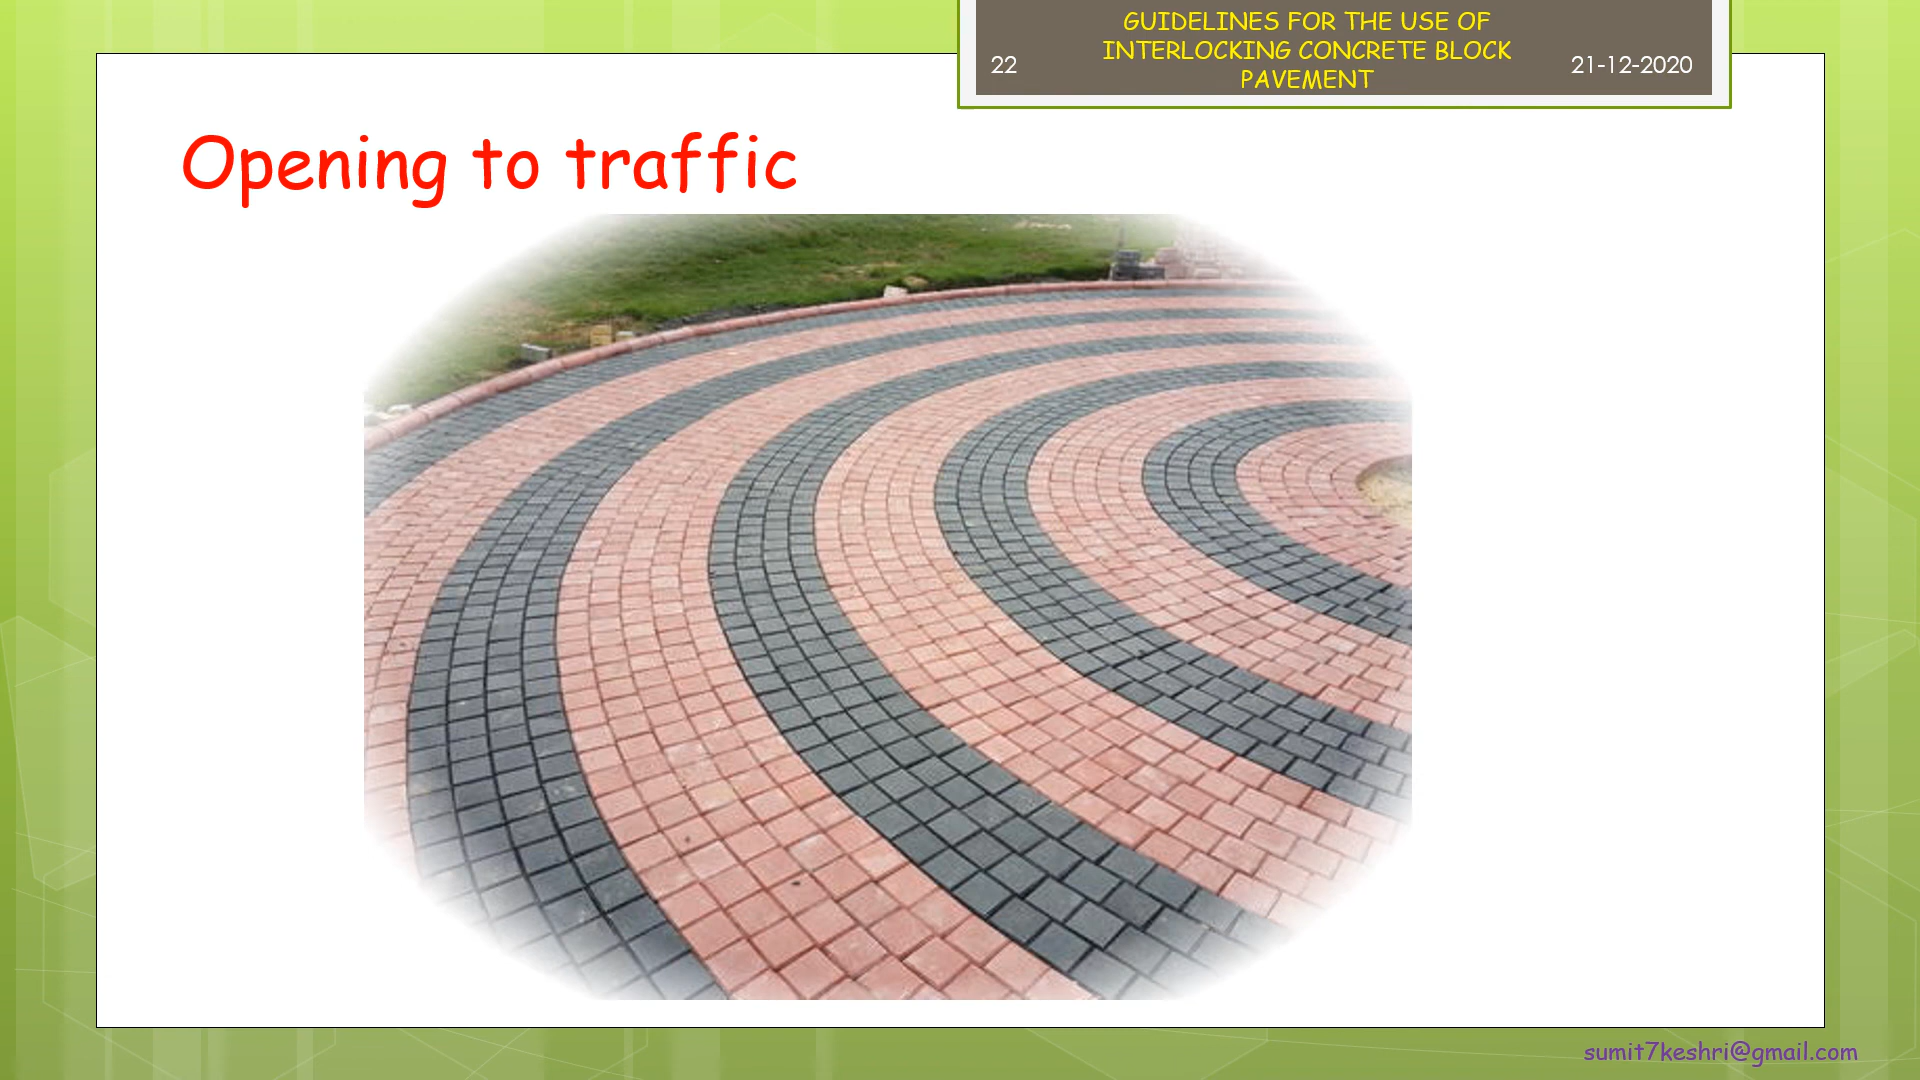 22
GUIDELINES FOR THE USE OF
INTERLOCKING CONCRETE BLOCK
PAVEMENT
21-12-2020
Opening to traffic
sumit7keshri@gmail.com